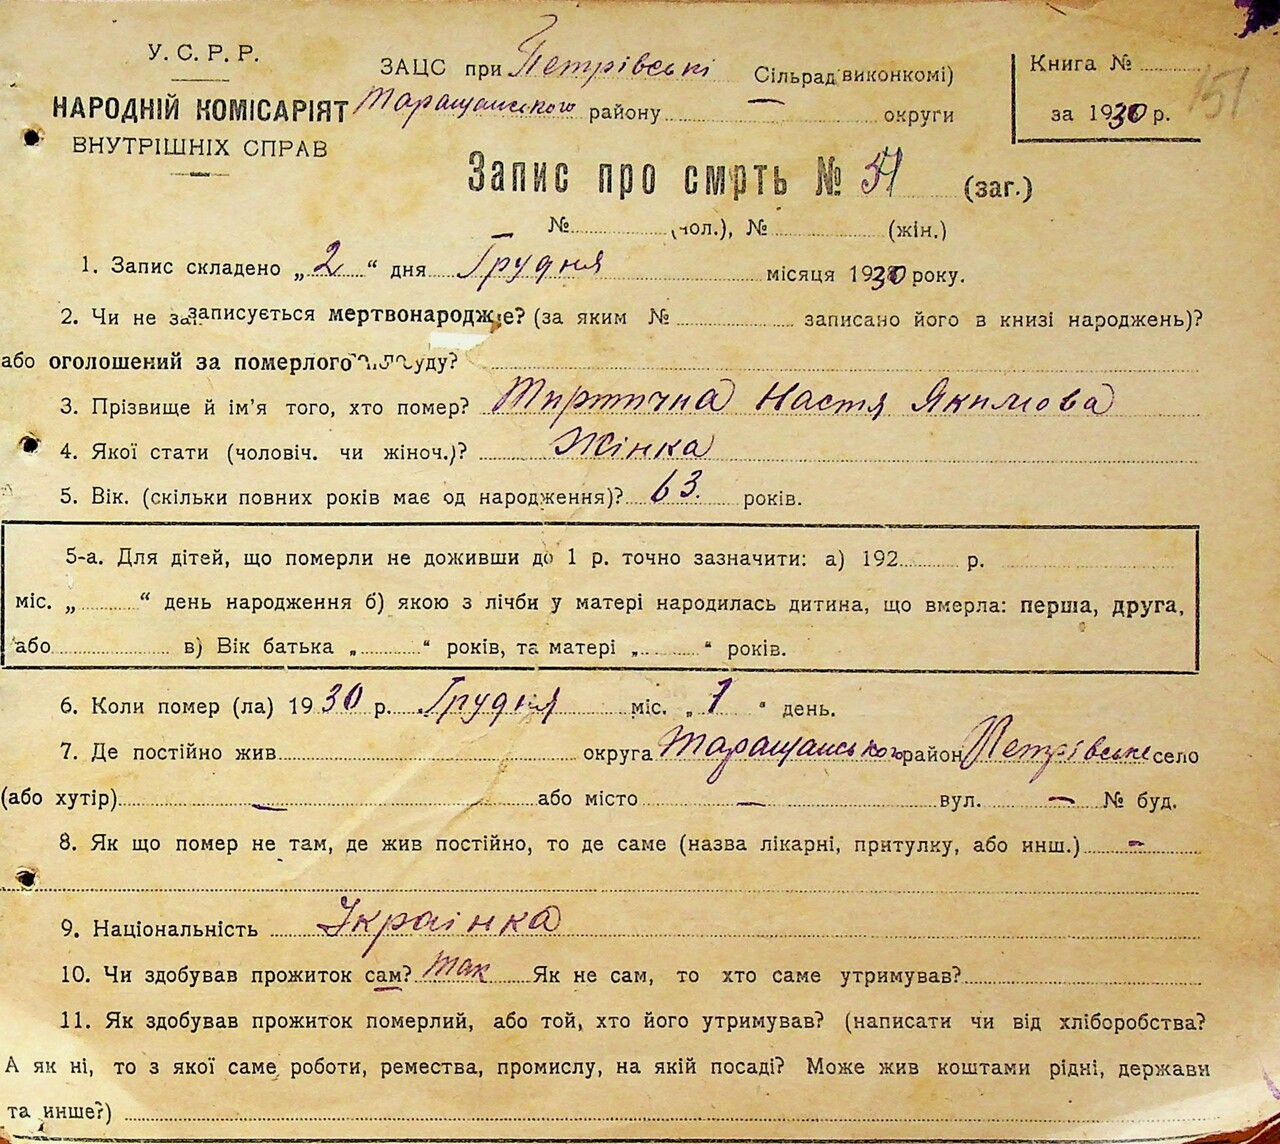 У. С. Р. Р.
НАРОДНІЙ КОМІСАРІЯТ
ВНУТРІШНІХ СПРАВ
ЗАЦС при Петрівські Сільрад виконкомі)
Таращанського району — округи
Книга №
151
за 1930 р.
Запис про смрть № 51 (заг.)
№ (чол.), № (жін.)
1. Запис складено „2“ дня Грудня місяця 1930 року.
2. Чи не записується мертвонароджне? (за яким № записано його в книзі народжень)?
або оголошений за померлого суду?
3. Прізвище й ім'я того, хто помер? Тиртична Настя Якимова
4. Якої стати (чоловіч. чи жіноч.)? Жінка
5. Вік. (скільки повних років має од народження)? 63. років.
5-а. Для дітей, що померли не доживши до 1 р. точно зазначити: а) 192 р.
міс. „ “ день народження б) якою з лічби у матері народилась дитина, що вмерла: перша, друга,
або в) Вік батька „ “ років, та матері „ “ років.
6. Коли помер (ла) 1930 р. Грудня міс. „1“ день.
7. Де постійно жив округа Таращанського район Петрівське село
(або хутір) — або місто — вул. — № буд.
8. Як що помер не там, де жив постійно, то де саме (назва лікарні, притулку, або инш.) -
9. Національність Українка
10. Чи здобував прожиток сам? так Як не сам, то хто саме утримував?
11. Як здобував прожиток померлий, або той, хто його утримував? (написати чи від хліборобства?
А як ні, то з якої саме роботи, ремества, промислу, на якій посаді? Може жив коштами рідні, держави
та инше?)